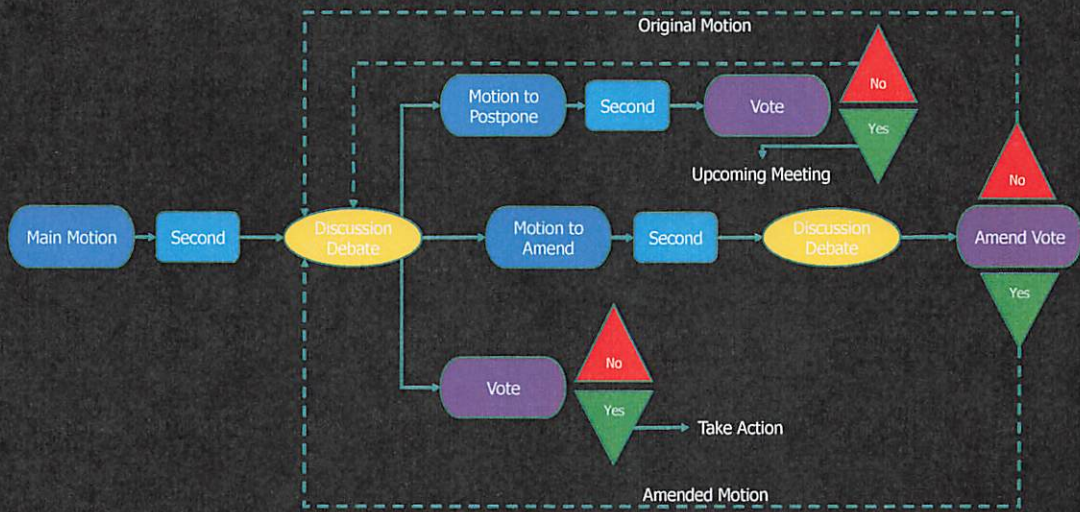 Original Motion
No
Motion to
Postpone
Second
Vote
Yes
Upcoming Meeting
No
Main Motion
Second
Discussion
Debate
Motion to
Amend
Second
Discussion
Debate
Amend Vote
Yes
No
Vote
Yes
Take Action
Amended Motion